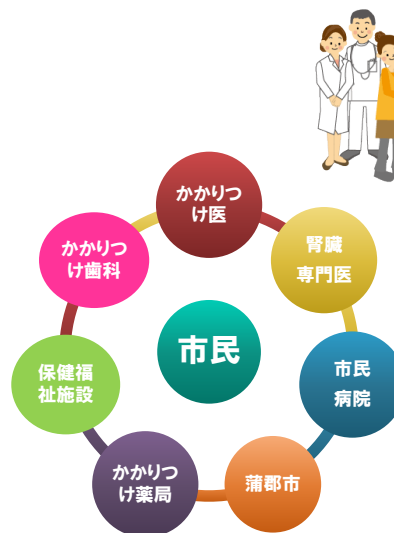 かかりつ
け医
腎臓
専門医
市民
病院
蒲郡市
かかりつ
け薬局
保健福
祉施設
かかりつ
け歯科
市民